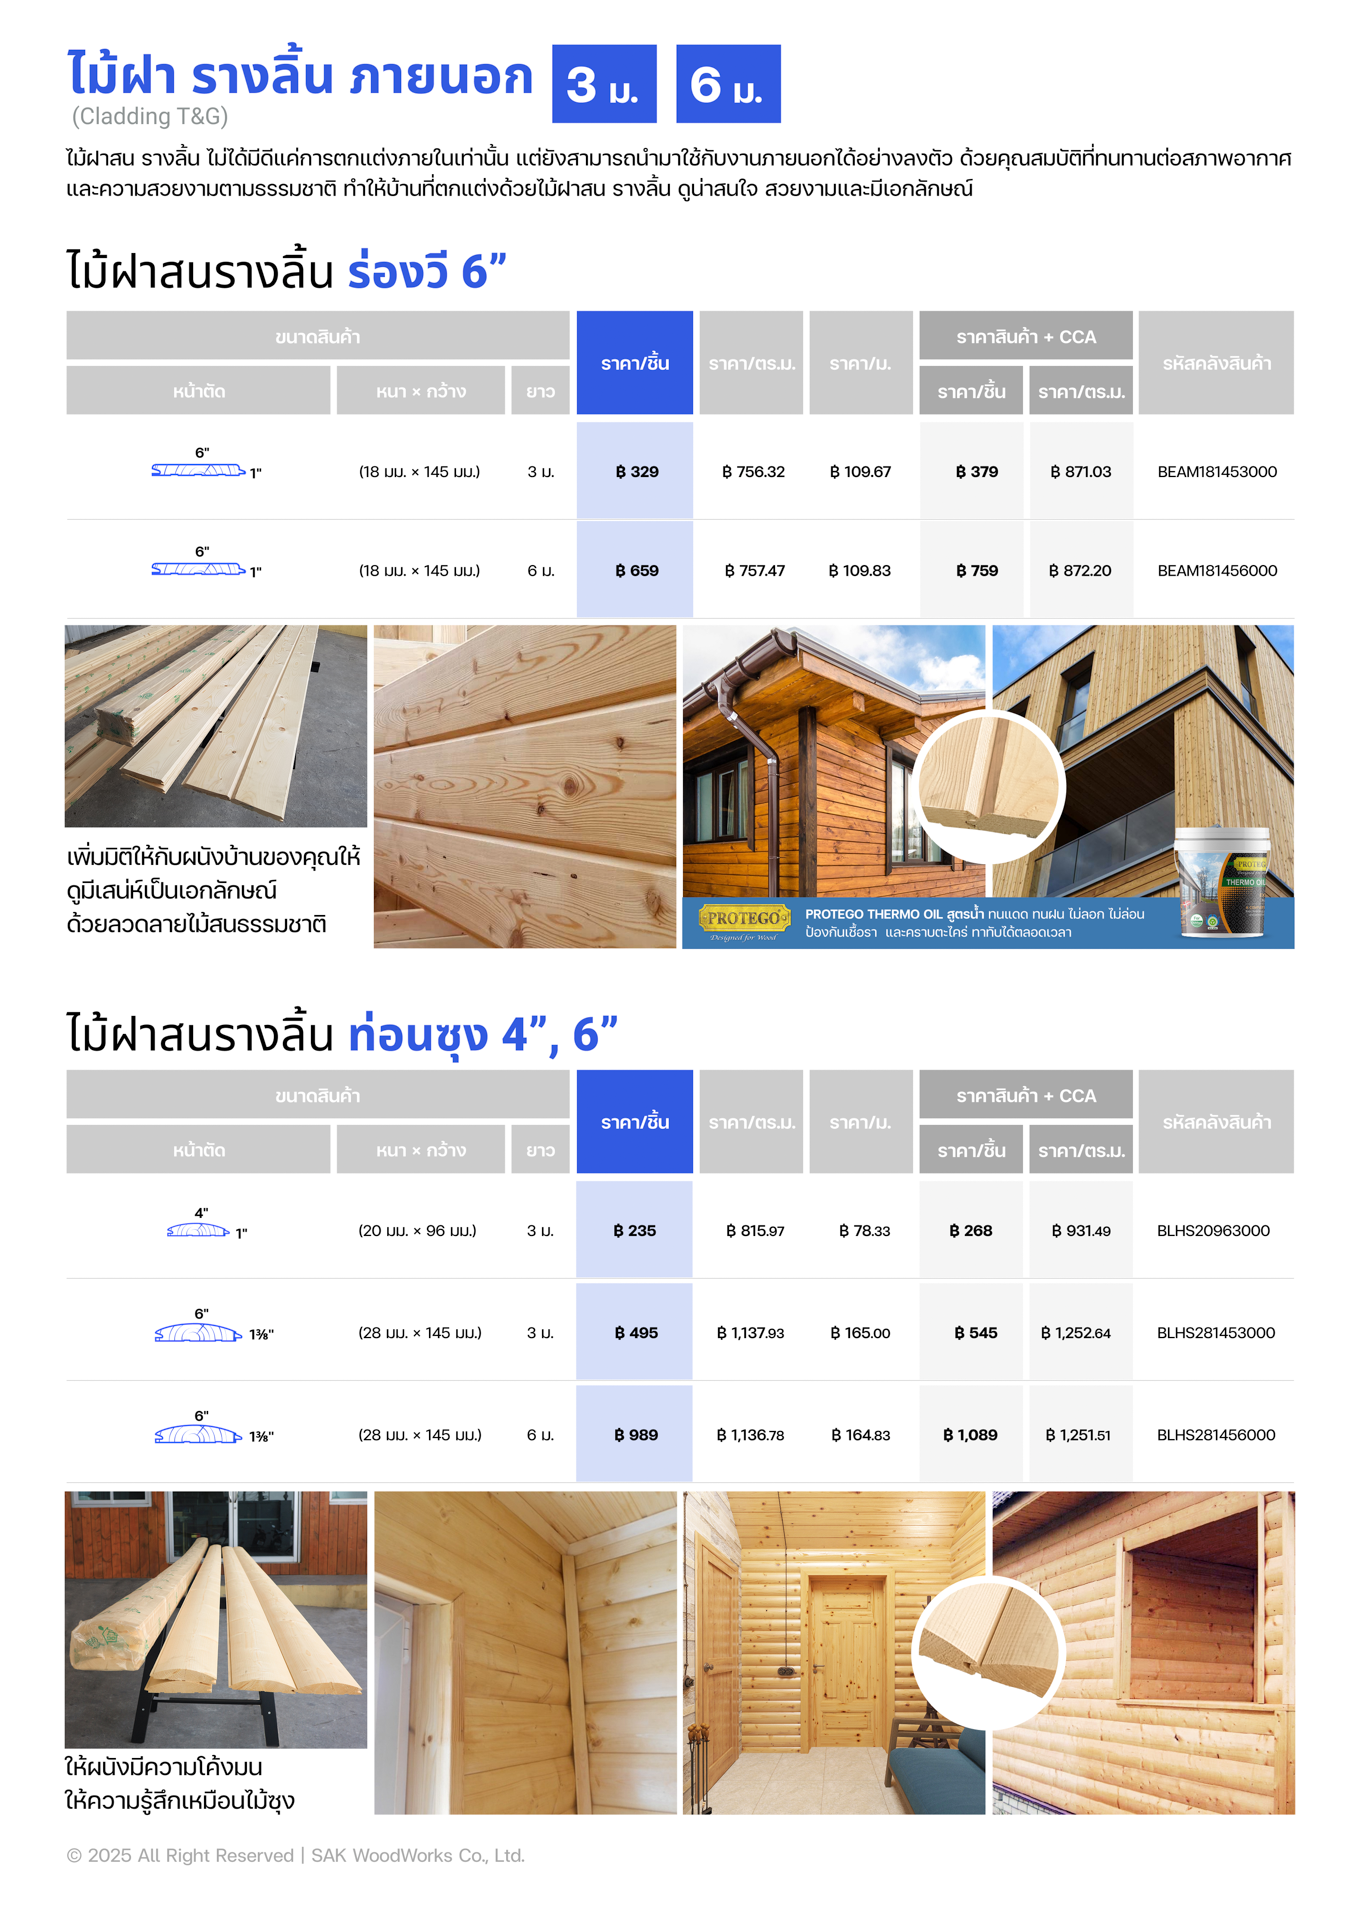 ไม้ฝา รางลิ้น ภายนอก 3 ม. 6 ม.
(Cladding T&G)
ไม้ฝาสน รางลิ้น ไม่ได้มีดีแค่การตกแต่งภายในเท่านั้น แต่ยังสามารถนำมาใช้กับงานภายนอกได้อย่างลงตัว ด้วยคุณสมบัติที่ทนทานต่อสภาพอากาศ
และความสวยงามตามธรรมชาติ ทำให้บ้านที่ตกแต่งด้วยไม้ฝาสน รางลิ้น ดูน่าสนใจ สวยงามและมีเอกลักษณ์
ไม้ฝาสนรางลิ้น ร่องวี 6”
ขนาดสินค้า ราคา/ชิ้น ราคา/ตร.ม. ราคา/ม. ราคาสินค้า + CCA รหัสคลังสินค้า
หน้าตัด หนา × กว้าง ยาว ราคา/ชิ้น ราคา/ตร.ม.
6"
1" (18 มม. × 145 มม.) 3 ม. ฿ 329 ฿ 756.32 ฿ 109.67 ฿ 379 ฿ 871.03 BEAM181453000
6"
1" (18 มม. × 145 มม.) 6 ม. ฿ 659 ฿ 757.47 ฿ 109.83 ฿ 759 ฿ 872.20 BEAM181456000
เพิ่มมิติให้กับผนังบ้านของคุณให้
ดูมีเสน่ห์เป็นเอกลักษณ์
ด้วยลวดลายไม้สนธรรมชาติ
PROTEGO
Designed for Wood
PROTEGO THERMO OIL สูตรน้ำ ทนแดด ทนฝน ไม่ลอก ไม่ล่อน
ป้องกันเชื้อรา และคราบตะไคร่ ทาทับได้ตลอดเวลา
PROTEG
THERMO OIL
ไม้ฝาสนรางลิ้น ท่อนซุง 4”, 6”
ขนาดสินค้า ราคา/ชิ้น ราคา/ตร.ม. ราคา/ม. ราคาสินค้า + CCA รหัสคลังสินค้า
หน้าตัด หนา × กว้าง ยาว ราคา/ชิ้น ราคา/ตร.ม.
4"
1" (20 มม. × 96 มม.) 3 ม. ฿ 235 ฿ 815.97 ฿ 78.33 ฿ 268 ฿ 931.49 BLHS20963000
6"
1⅜" (28 มม. × 145 มม.) 3 ม. ฿ 495 ฿ 1,137.93 ฿ 165.00 ฿ 545 ฿ 1,252.64 BLHS281453000
6"
1⅜" (28 มม. × 145 มม.) 6 ม. ฿ 989 ฿ 1,136.78 ฿ 164.83 ฿ 1,089 ฿ 1,251.51 BLHS281456000
ให้ผนังมีความโค้งมน
ให้ความรู้สึกเหมือนไม้ซุง
© 2025 All Right Reserved | SAK WoodWorks Co., Ltd.